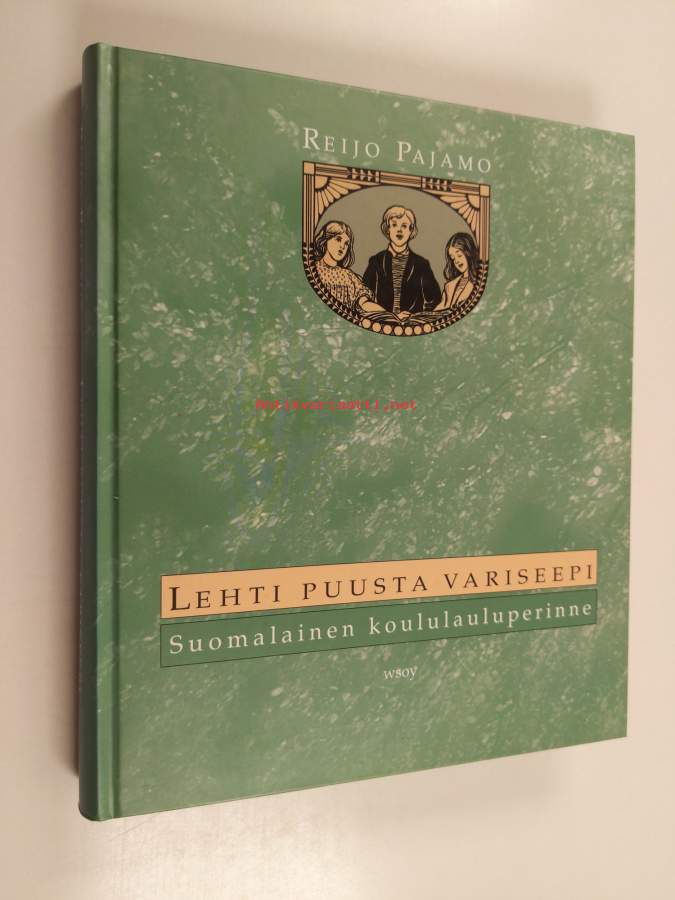 REIJO PAJAMO
Antikvariaatti.net
LEHTI PUUSTA VARISEEPI
Suomalainen koululauluperinne
wsoy